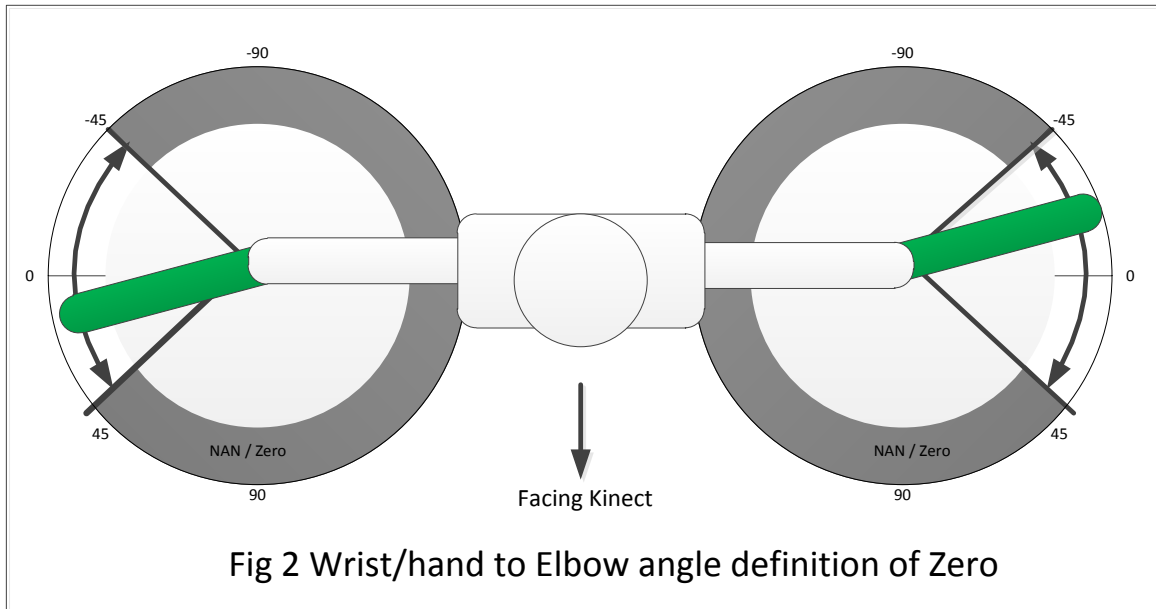 -90
-90
-45
-45
0
0
45
45
NAN / Zero
NAN / Zero
90
90
Facing Kinect
Fig 2 Wrist/hand to Elbow angle definition of Zero